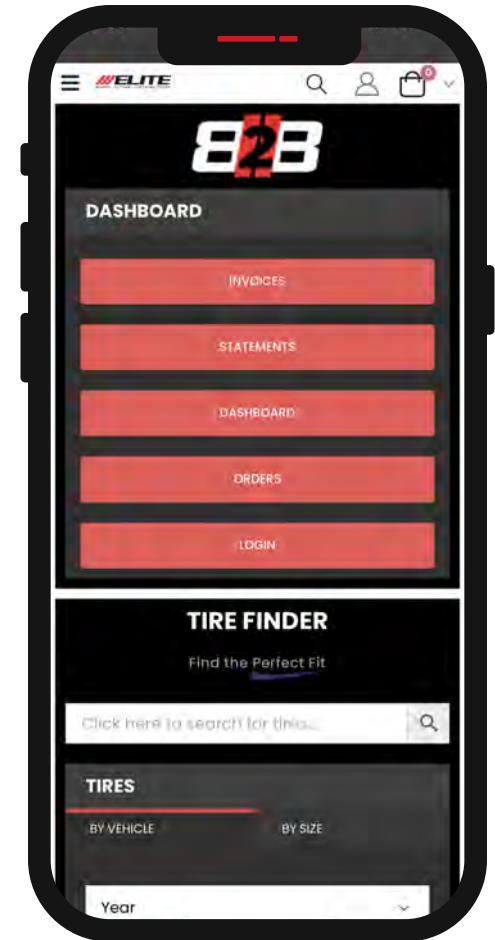 ELITE
0
B2B
DASHBOARD
INVOICES
STATEMENTS
DASHBOARD
ORDERS
LOGIN
TIRE FINDER
Find the Perfect Fit
Click here to search for tires...
TIRES
BY VEHICLE
BY SIZE
Year